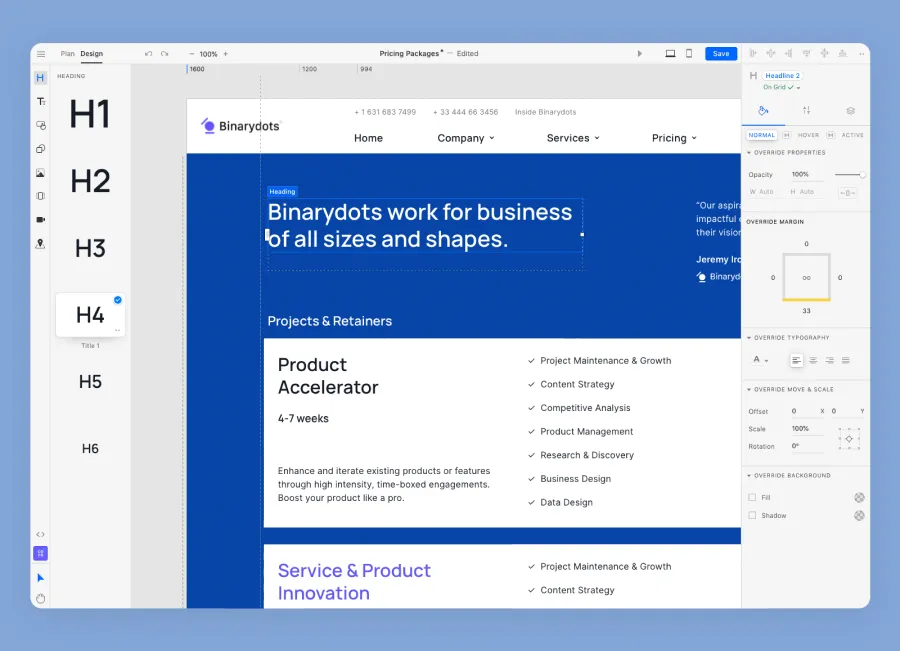 Plan Design
− 100% +
Pricing Packages* — Edited
Save
HEADING
H1
H2
H3
H4
Title 1
H5
H6
1600
1200
994
+ 1 631 683 7499
+ 33 444 66 3456
Inside Binarydots
Binarydots
Home
Company
Services
Pricing
Heading
Binarydots work for business
of all sizes and shapes.
“Our aspira
impactful
their vision
Jeremy Iro
Binaryd
Projects & Retainers
Product
Accelerator
4-7 weeks
Enhance and iterate existing products or features
through high intensity, time-boxed engagements.
Boost your product like a pro.
Project Maintenance & Growth
Content Strategy
Competitive Analysis
Product Management
Research & Discovery
Business Design
Data Design
Service & Product
Innovation
Project Maintenance & Growth
Content Strategy
H Headline 2
On Grid
NORMAL H HOVER H ACTIVE
OVERRIDE PROPERTIES
Opacity 100%
W Auto H Auto
OVERRIDE MARGIN
0
0 0
33
OVERRIDE TYPOGRAPHY
A
OVERRIDE MOVE & SCALE
Offset 0 X 0 Y
Scale 100%
Rotation 0°
OVERRIDE BACKGROUND
Fill
Shadow